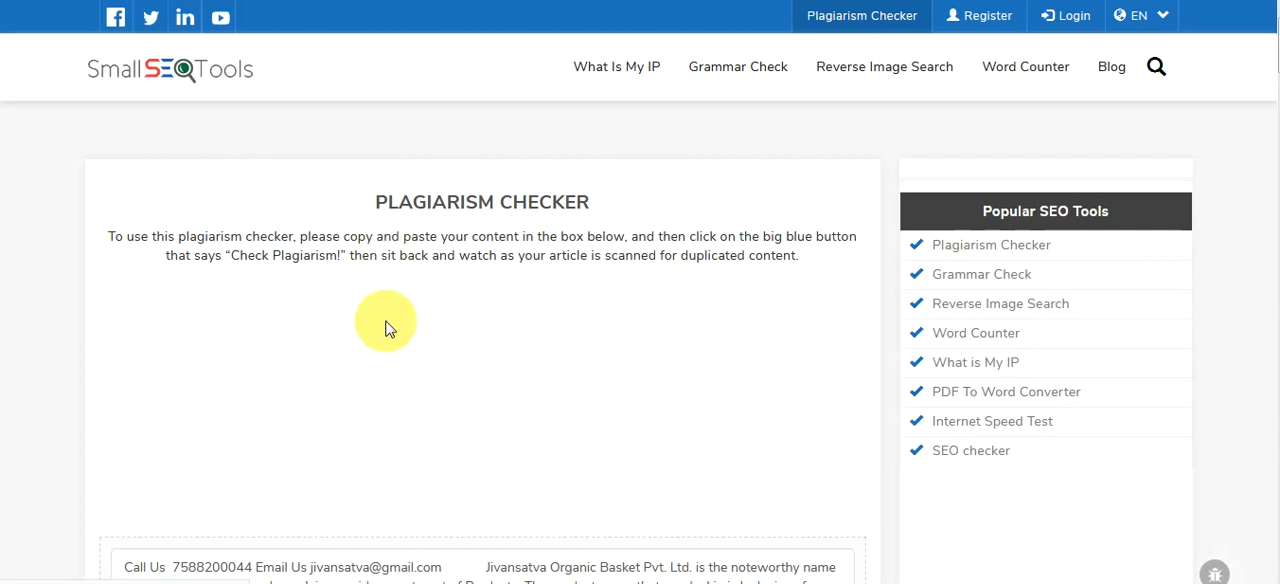 Plagiarism Checker Register Login EN
SmallSEOTools
What Is My IP Grammar Check Reverse Image Search Word Counter Blog
PLAGIARISM CHECKER
To use this plagiarism checker, please copy and paste your content in the box below, and then click on the big blue button
that says “Check Plagiarism!” then sit back and watch as your article is scanned for duplicated content.
Popular SEO Tools
Plagiarism Checker
Grammar Check
Reverse Image Search
Word Counter
What is My IP
PDF To Word Converter
Internet Speed Test
SEO checker
Call Us 7588200044 Email Us jivansatva@gmail.com Jivansatva Organic Basket Pvt. Ltd. is the noteworthy name